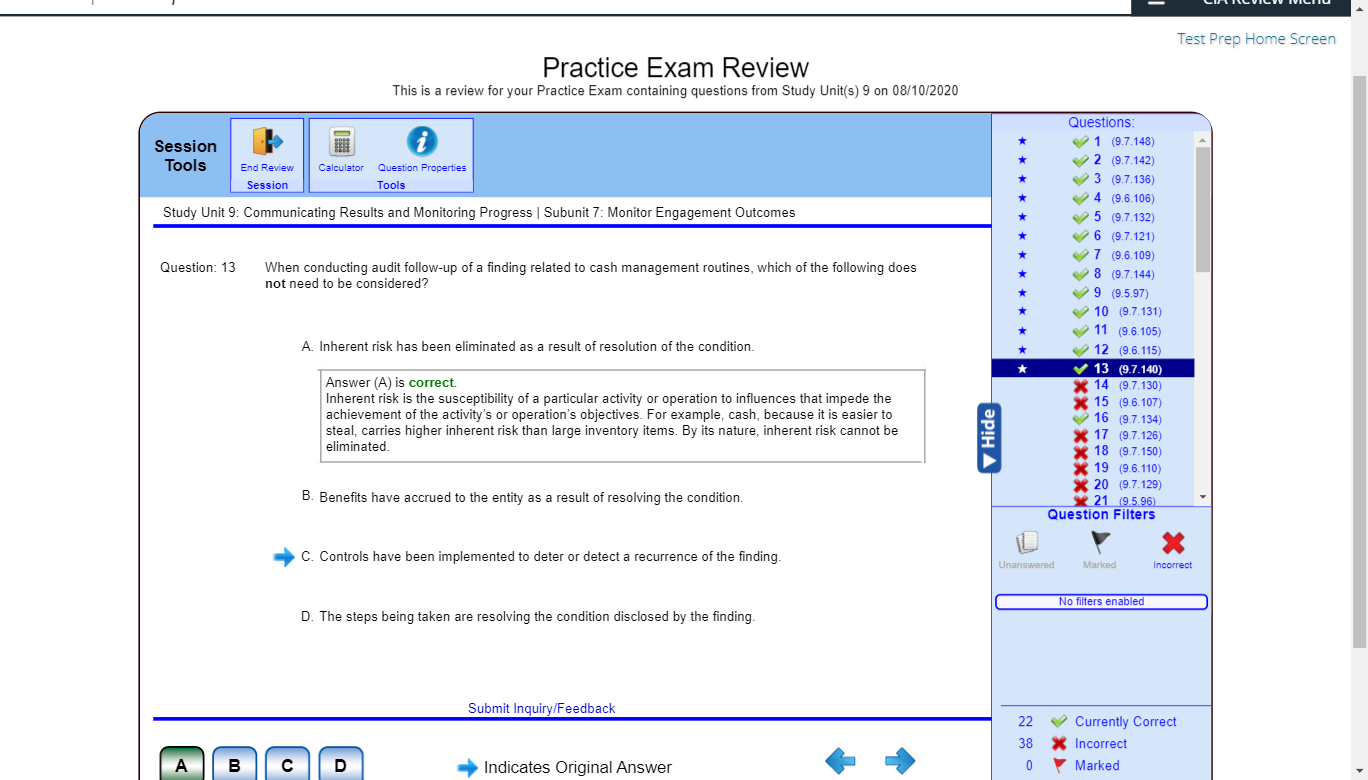 CIA Review Menu
Test Prep Home Screen
Practice Exam Review
This is a review for your Practice Exam containing questions from Study Unit(s) 9 on 08/10/2020
Session
Tools
End Review
Session
Calculator
Question Properties
Tools
Study Unit 9: Communicating Results and Monitoring Progress | Subunit 7: Monitor Engagement Outcomes
Question: 13
When conducting audit follow-up of a finding related to cash management routines, which of the following does
not need to be considered?
A. Inherent risk has been eliminated as a result of resolution of the condition.
Answer (A) is correct.
Inherent risk is the susceptibility of a particular activity or operation to influences that impede the
achievement of the activity's or operation's objectives. For example, cash, because it is easier to
steal, carries higher inherent risk than large inventory items. By its nature, inherent risk cannot be
eliminated.
B. Benefits have accrued to the entity as a result of resolving the condition.
C. Controls have been implemented to deter or detect a recurrence of the finding.
D. The steps being taken are resolving the condition disclosed by the finding.
Submit Inquiry/Feedback
A
B
C
D
Indicates Original Answer
Questions:
1 (9.7.148)
2 (9.7.142)
3 (9.7.136)
4 (9.6.106)
5 (9.7.132)
6 (9.7.121)
7 (9.6.109)
8 (9.7.144)
9 (9.5.97)
10 (9.7.131)
11 (9.6.105)
12 (9.6.115)
13 (9.7.140)
14 (9.7.130)
15 (9.6.107)
16 (9.7.134)
17 (9.7.126)
18 (9.7.150)
19 (9.6.110)
20 (9.7.129)
21 (9.5.96)
Hide
Question Filters
Unanswered
Marked
Incorrect
No filters enabled
22 Currently Correct
38 Incorrect
0 Marked